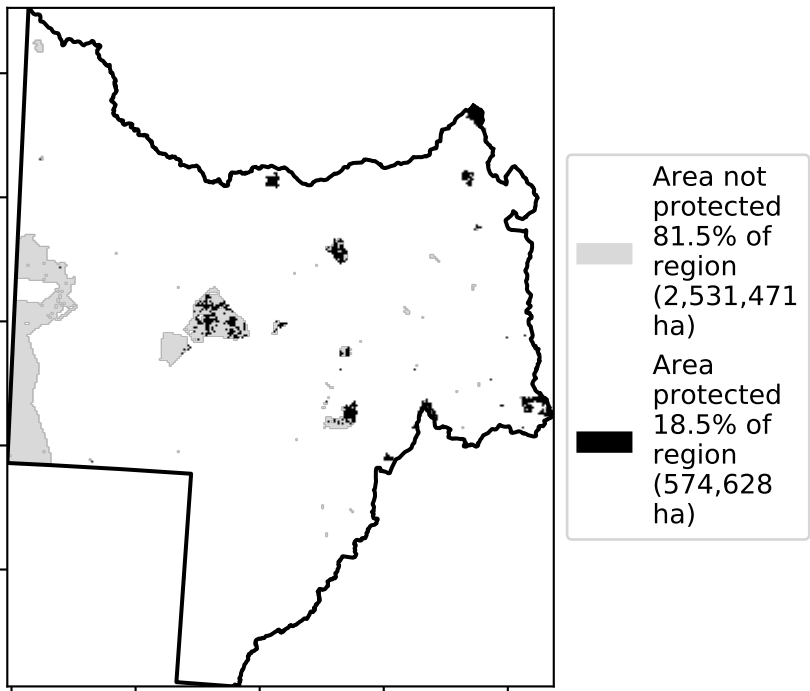 Area not
protected
81.5% of
region
(2,531,471
ha)
Area
protected
18.5% of
region
(574,628
ha)